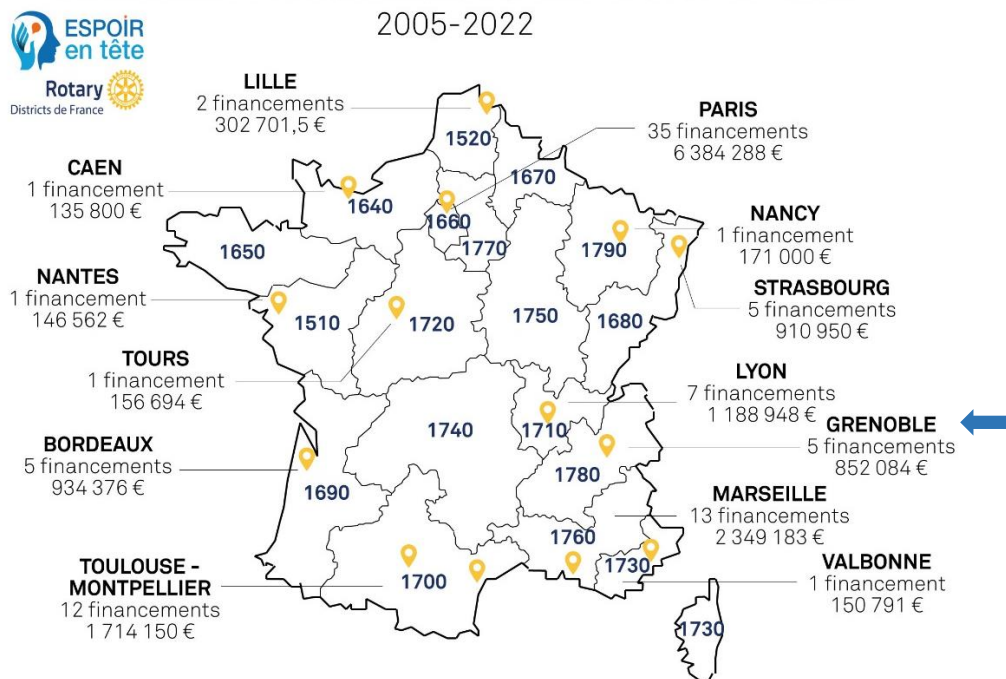 ESPOIR
en tête
Rotary
Districts de France
2005-2022
LILLE
2 financements
302 701,5 €
PARIS
35 financements
6 384 288 €
CAEN
1 financement
135 800 €
NANCY
1 financement
171 000 €
NANTES
1 financement
146 562 €
STRASBOURG
5 financements
910 950 €
TOURS
1 financement
156 694 €
LYON
7 financements
1 188 948 €
GRENOBLE
5 financements
852 084 €
BORDEAUX
5 financements
934 376 €
MARSEILLE
13 financements
2 349 183 €
TOULOUSE -
MONTPELLIER
12 financements
1 714 150 €
VALBONNE
1 financement
150 791 €
1520
1670
1640
1660
1770
1790
1650
1510
1720
1750
1680
1740
1710
1780
1690
1760
1700
1730
1730